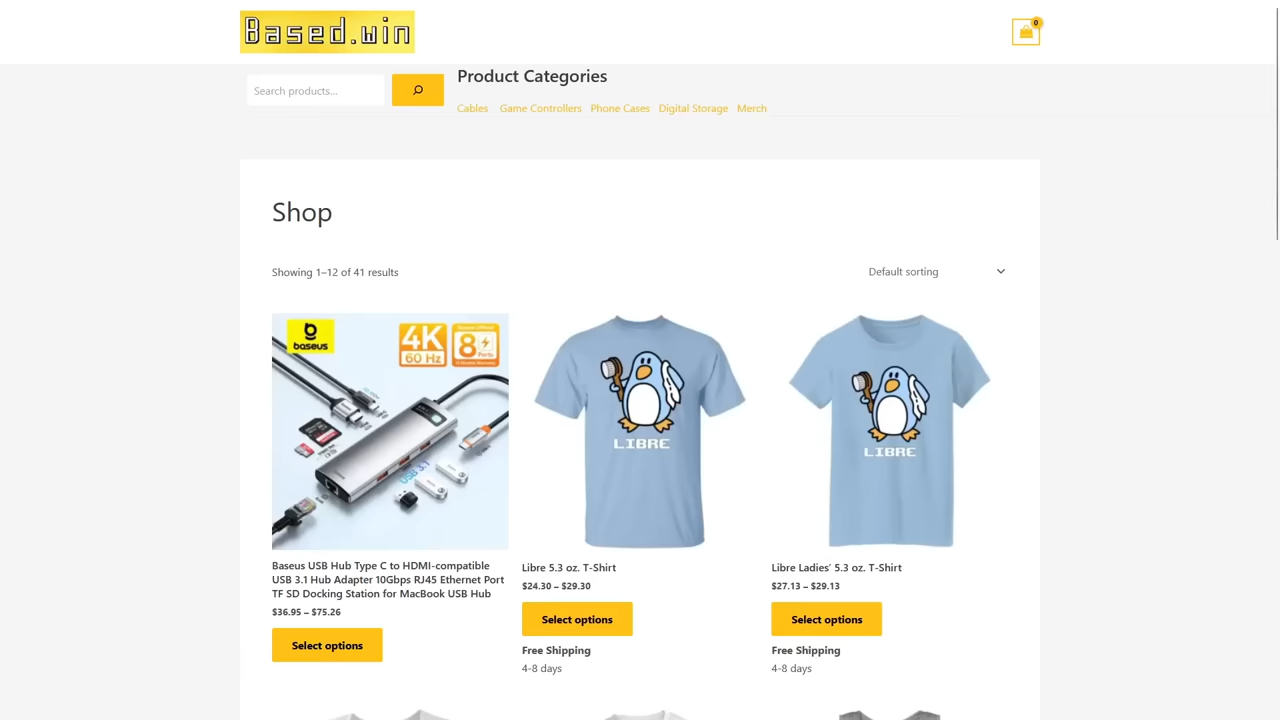 Based.win
0
Search products...
Product Categories
Cables Game Controllers Phone Cases Digital Storage Merch
Shop
Showing 1–12 of 41 results
Default sorting
baseus
4K
60 Hz
8
Ports
USB 3.1
LIBRE
LIBRE
Baseus USB Hub Type C to HDMI-compatible
USB 3.1 Hub Adapter 10Gbps RJ45 Ethernet Port
TF SD Docking Station for MacBook USB Hub
$36.95 – $75.26
Select options
Libre 5.3 oz. T-Shirt
$24.30 – $29.30
Select options
Free Shipping
4-8 days
Libre Ladies’ 5.3 oz. T-Shirt
$27.13 – $29.13
Select options
Free Shipping
4-8 days